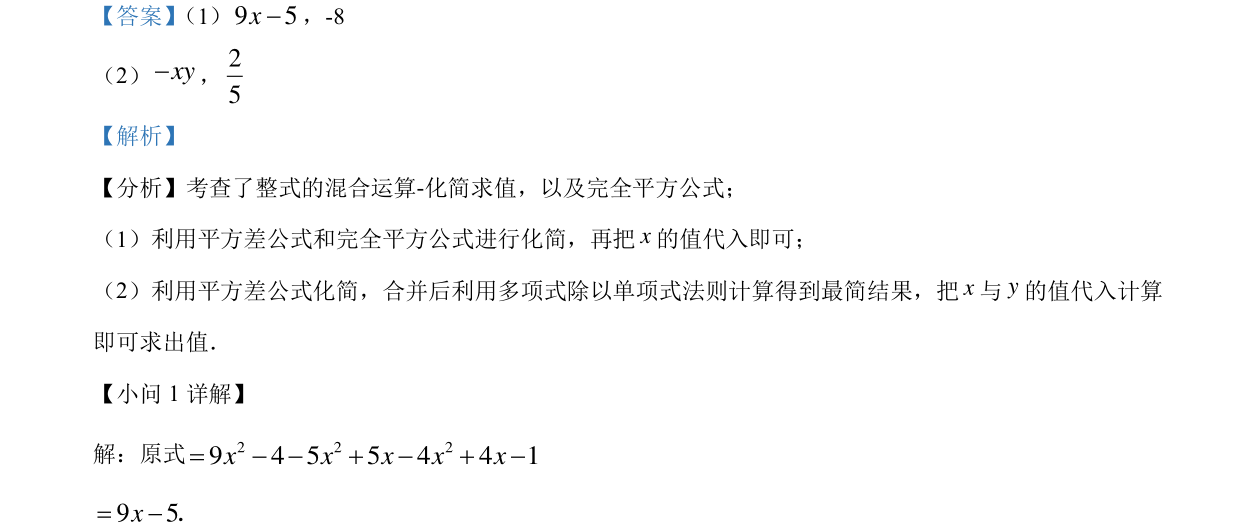 【答案】（1）9x－5，-8
（2）－xy，2/5
【解析】
【分析】考查了整式的混合运算-化简求值，以及完全平方公式；
（1）利用平方差公式和完全平方公式进行化简，再把 x 的值代入即可；
（2）利用平方差公式化简，合并后利用多项式除以单项式法则计算得到最简结果，把 x 与 y 的值代入计算
即可求出值．
【小问 1 详解】
解：原式＝9x²－4－5x²＋5x－4x²＋4x－1
＝9x－5.